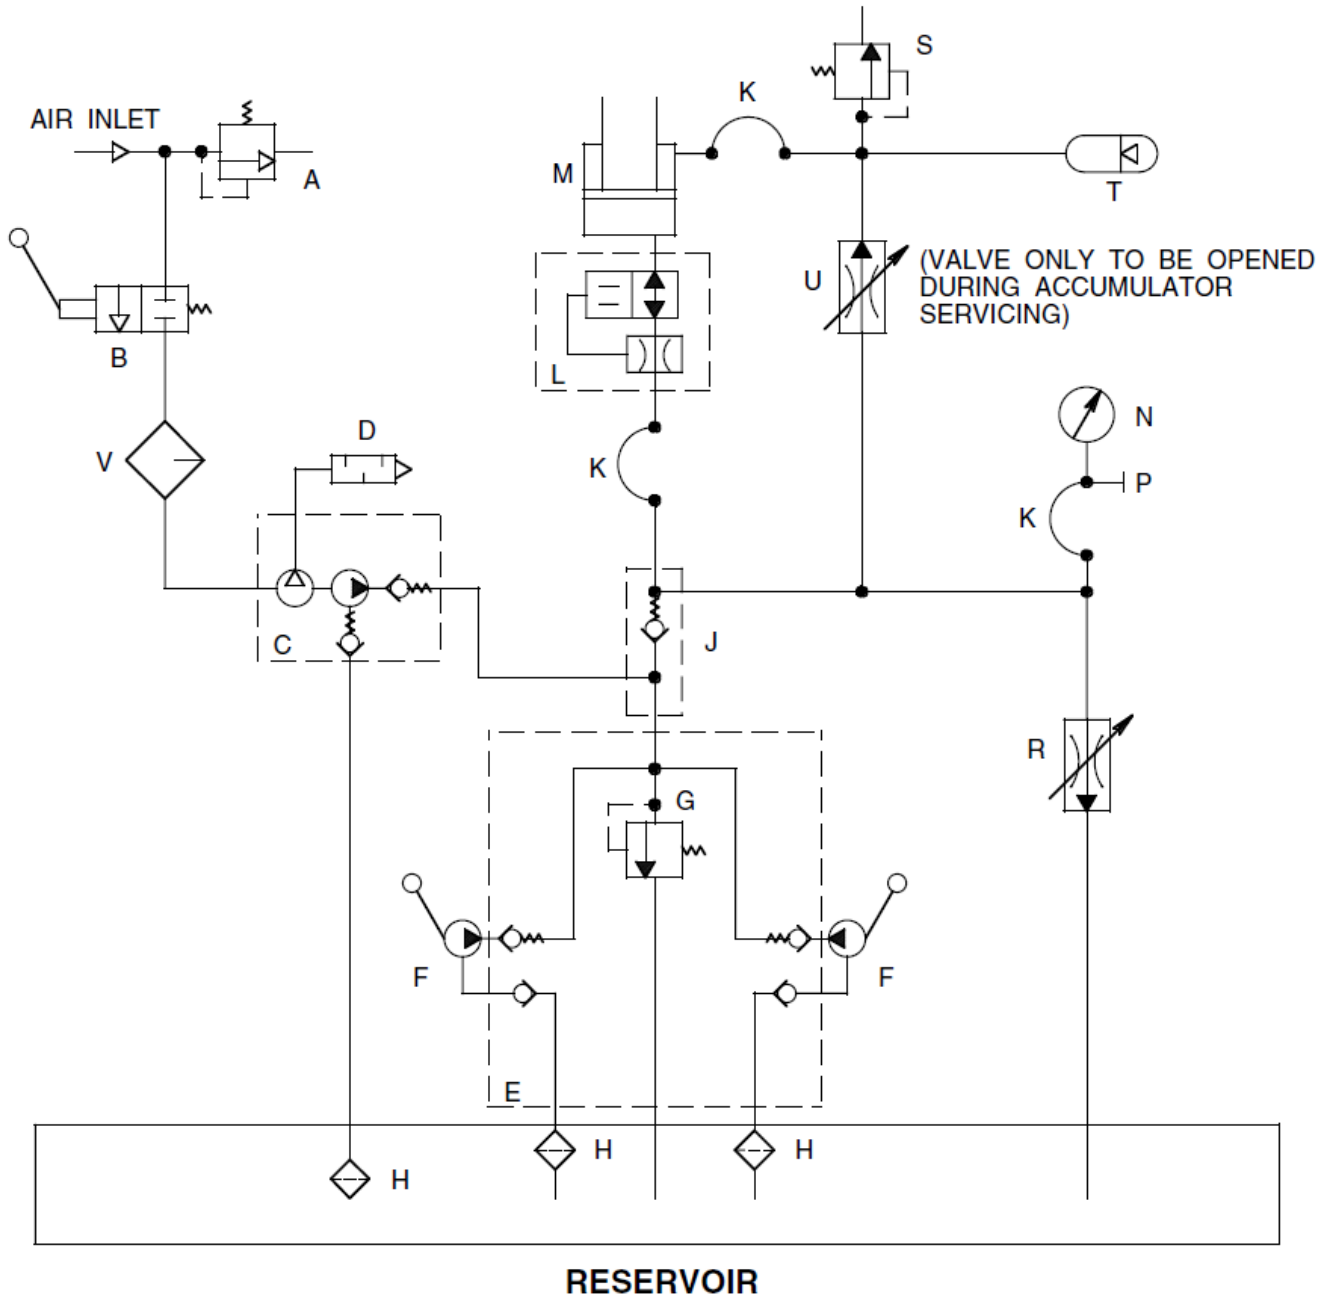 S
K
AIR INLET
A
M
T
(VALVE ONLY TO BE OPENED
DURING ACCUMULATOR
SERVICING)
U
B
L
N
D
V
K
P
K
C
J
R
G
F
F
E
H
H
H
RESERVOIR